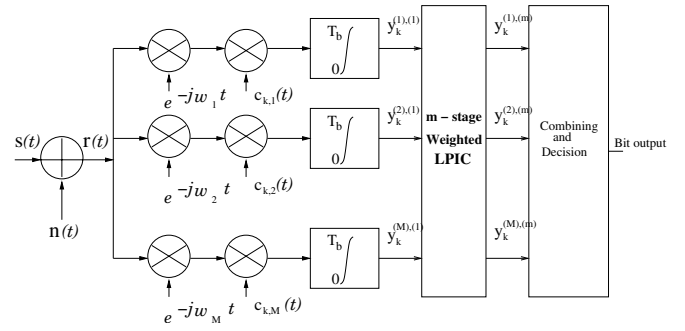 T_b
∫
0
y_k^{(1),(1)}
y_k^{(1),(m)}
e^{-jw_1 t}
c_{k,1}(t)
s(t)
r(t)
n(t)
T_b
∫
0
y_k^{(2),(1)}
y_k^{(2),(m)}
e^{-jw_2 t}
c_{k,2}(t)
m – stage
Weighted
LPIC
Combining
and
Decision
Bit output
T_b
∫
0
y_k^{(M),(1)}
y_k^{(M),(m)}
e^{-jw_M t}
c_{k,M}(t)